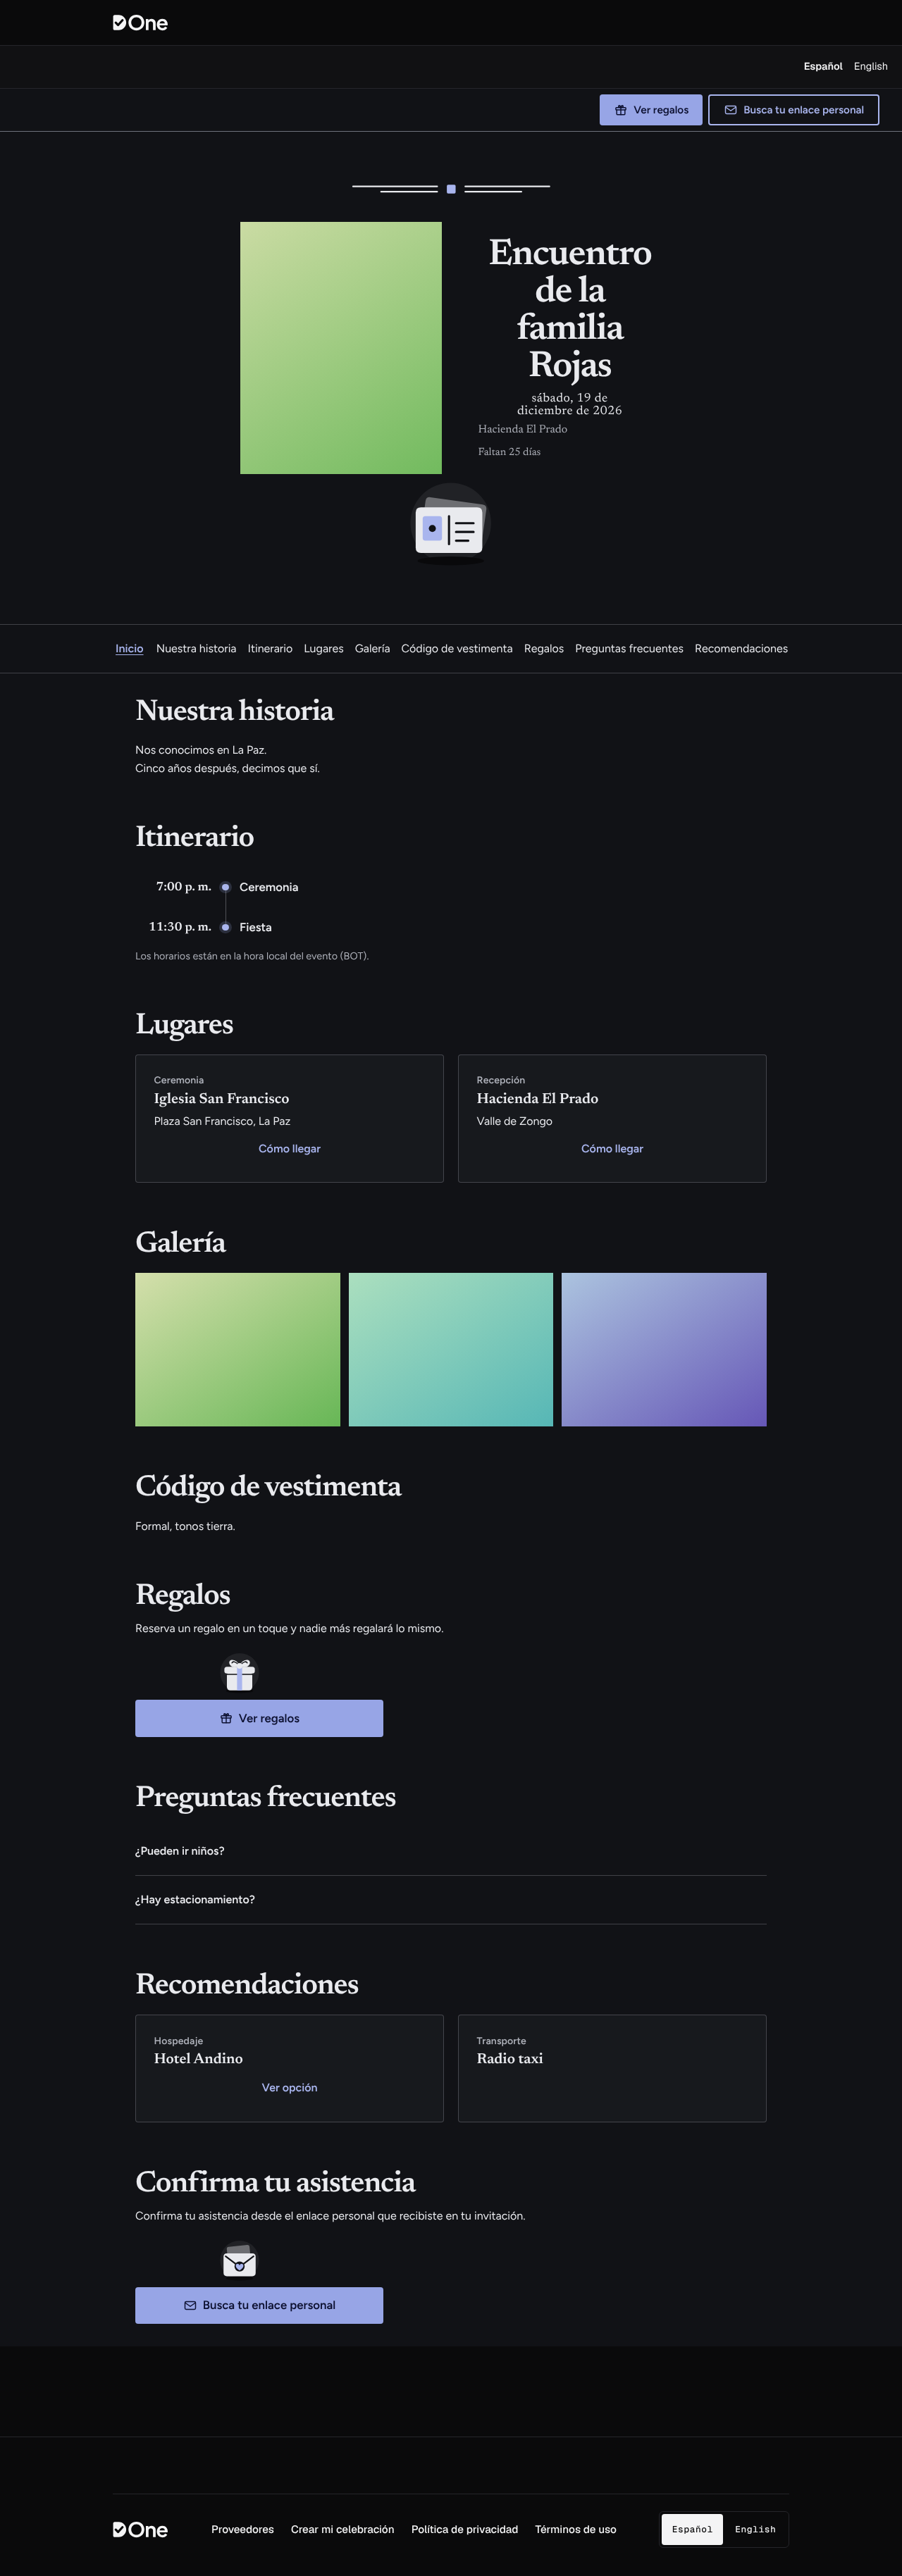 One
Español English
Ver regalos Busca tu enlace personal
Encuentro
de la
familia
Rojas
sábado, 19 de
diciembre de 2026
Hacienda El Prado
Faltan 25 días
Inicio Nuestra historia Itinerario Lugares Galería Código de vestimenta Regalos Preguntas frecuentes Recomendaciones
Nuestra historia
Nos conocimos en La Paz.
Cinco años después, decimos que sí.
Itinerario
7:00 p. m. Ceremonia
11:30 p. m. Fiesta
Los horarios están en la hora local del evento (BOT).
Lugares
Ceremonia
Iglesia San Francisco
Plaza San Francisco, La Paz
Cómo llegar
Recepción
Hacienda El Prado
Valle de Zongo
Cómo llegar
Galería
Código de vestimenta
Formal, tonos tierra.
Regalos
Reserva un regalo en un toque y nadie más regalará lo mismo.
Ver regalos
Preguntas frecuentes
¿Pueden ir niños?
¿Hay estacionamiento?
Recomendaciones
Hospedaje
Hotel Andino
Ver opción
Transporte
Radio taxi
Confirma tu asistencia
Confirma tu asistencia desde el enlace personal que recibiste en tu invitación.
Busca tu enlace personal
One
Proveedores Crear mi celebración Política de privacidad Términos de uso Español English